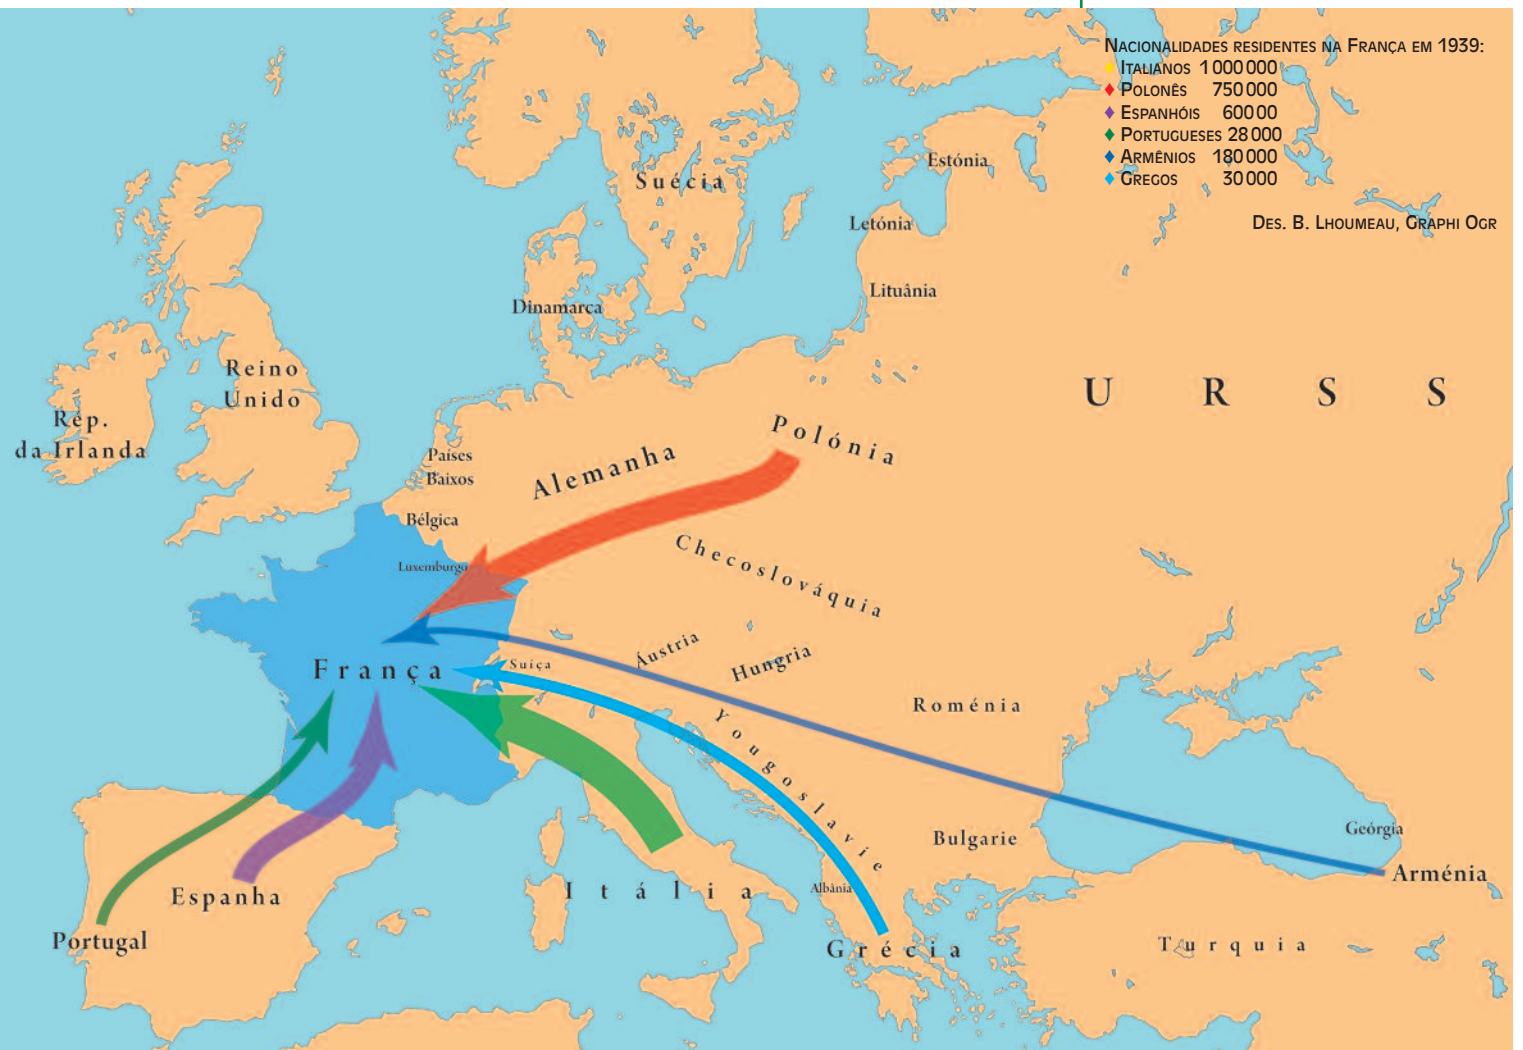 NACIONALIDADES RESIDENTES NA FRANÇA EM 1939:
ITALIANOS 1 000 000
POLONÊS 750 000
ESPANHÓIS 600 00
PORTUGUESES 28 000
ARMÊNIOS 180 000
GREGOS 30 000
DES. B. LHOUMEAU, GRAPHI OGR
Estónia
Suécia
Letónia
Lituânia
Dinamarca
Reino
Unido
Rép.
da Irlanda
U R S S
Países
Baixos
Alemanha
Polónia
Bélgica
Luxemburgo
Checoslováquia
França
Suíça
Áustria
Hungria
Roménia
Yougoslavie
Bulgarie
Geórgia
Arménia
Espanha
Itália
Albânia
Portugal
Grécia
Turquia